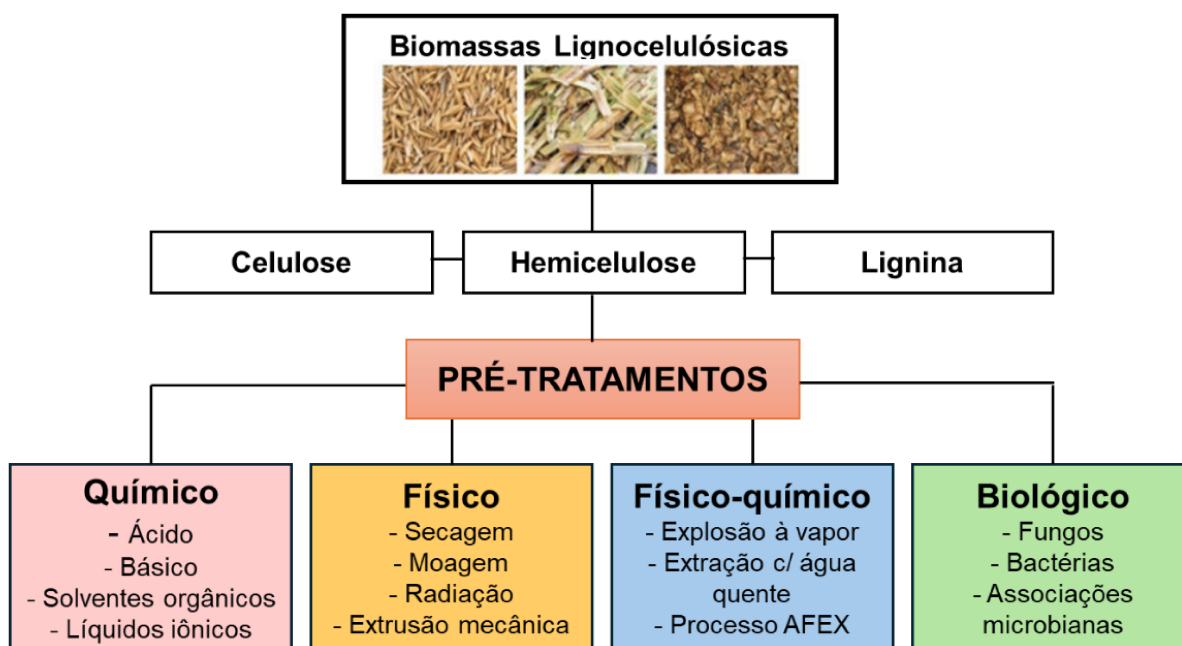 Biomassas Lignocelulósicas
Celulose
Hemicelulose
Lignina
PRÉ-TRATAMENTOS
Químico
- Ácido
- Básico
- Solventes orgânicos
- Líquidos iônicos
Físico
- Secagem
- Moagem
- Radiação
- Extrusão mecânica
Físico-químico
- Explosão à vapor
- Extração c/ água
quente
- Processo AFEX
Biológico
- Fungos
- Bactérias
- Associações
microbianas